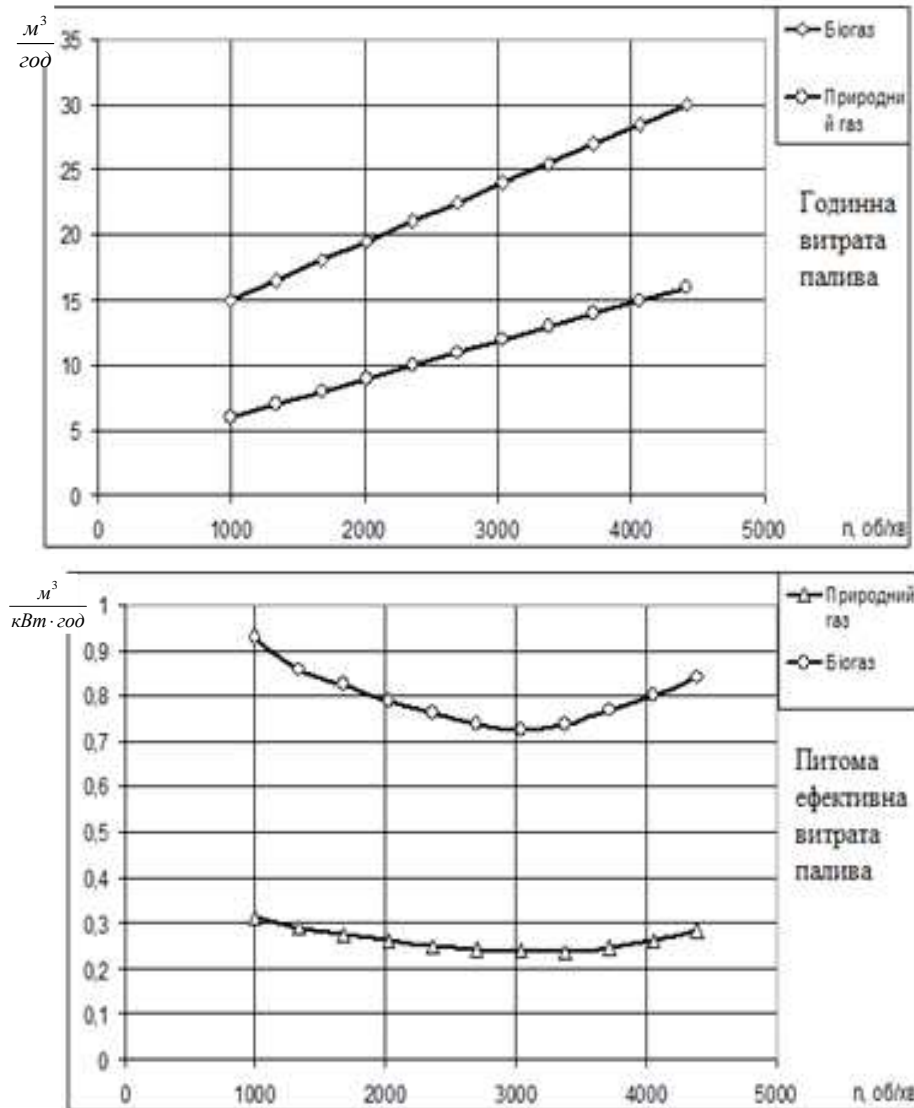 м³
год
35
30
25
20
15
10
5
0
0 1000 2000 3000 4000 5000 n, об/хв
Біогаз
Природни
й газ
Годинна
витрата
палива
м³
кВт · год
1
0,9
0,8
0,7
0,6
0,5
0,4
0,3
0,2
0,1
0
0 1000 2000 3000 4000 5000 n, об/хв
Природний
газ
Біогаз
Питома
ефективна
витрата
палива